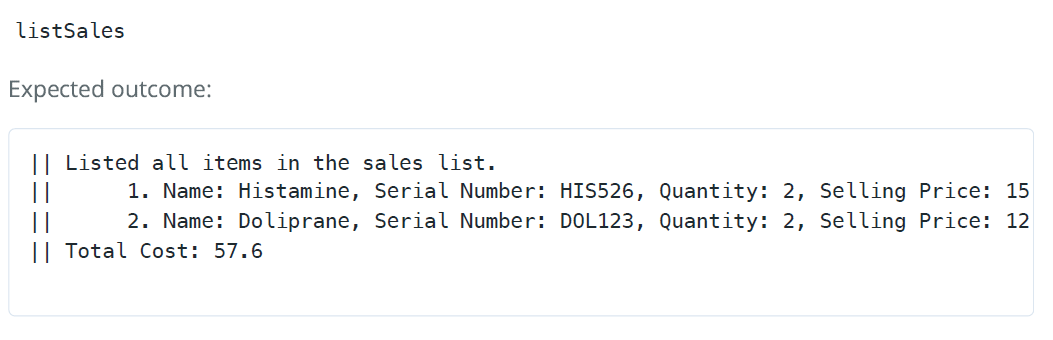 listSales
Expected outcome:
|| Listed all items in the sales list.
||      1. Name: Histamine, Serial Number: HIS526, Quantity: 2, Selling Price: 15
||      2. Name: Doliprane, Serial Number: DOL123, Quantity: 2, Selling Price: 12
|| Total Cost: 57.6